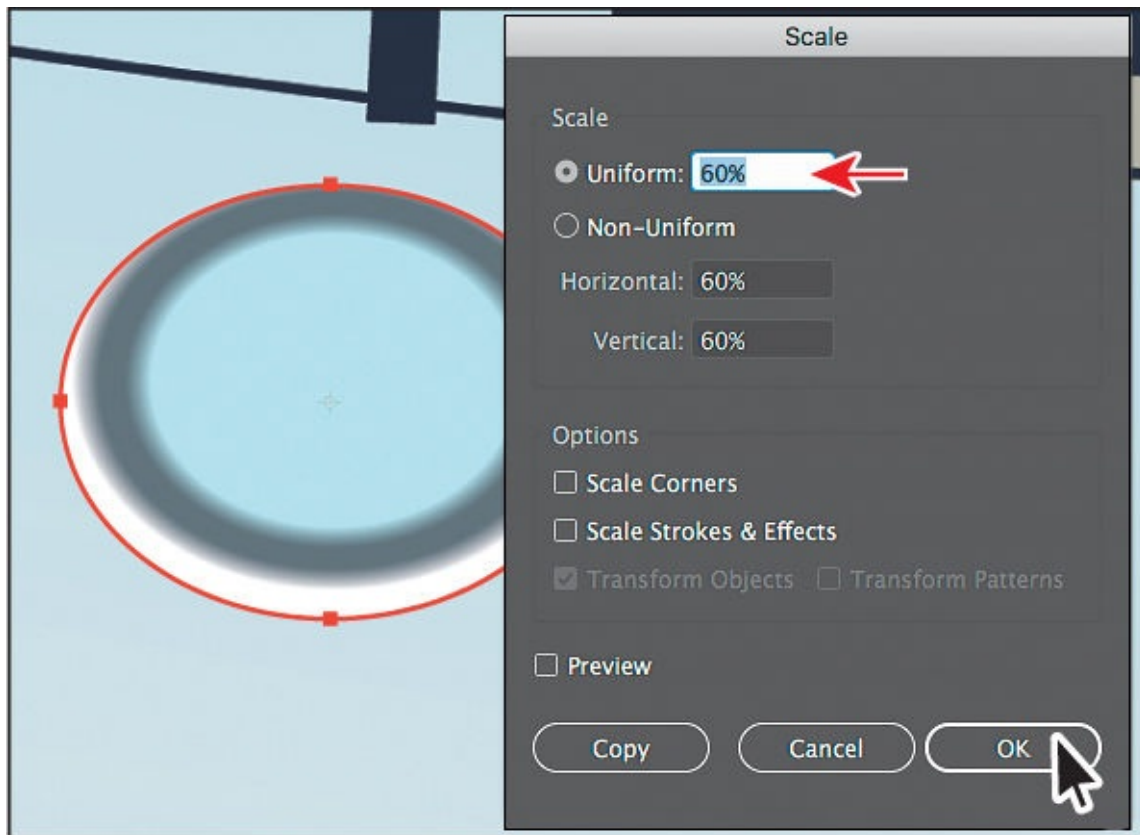 Scale
Scale
Uniform: 60%
Non-Uniform
Horizontal: 60%
Vertical: 60%
Options
Scale Corners
Scale Strokes & Effects
Transform Objects Transform Patterns
Preview
Copy Cancel OK